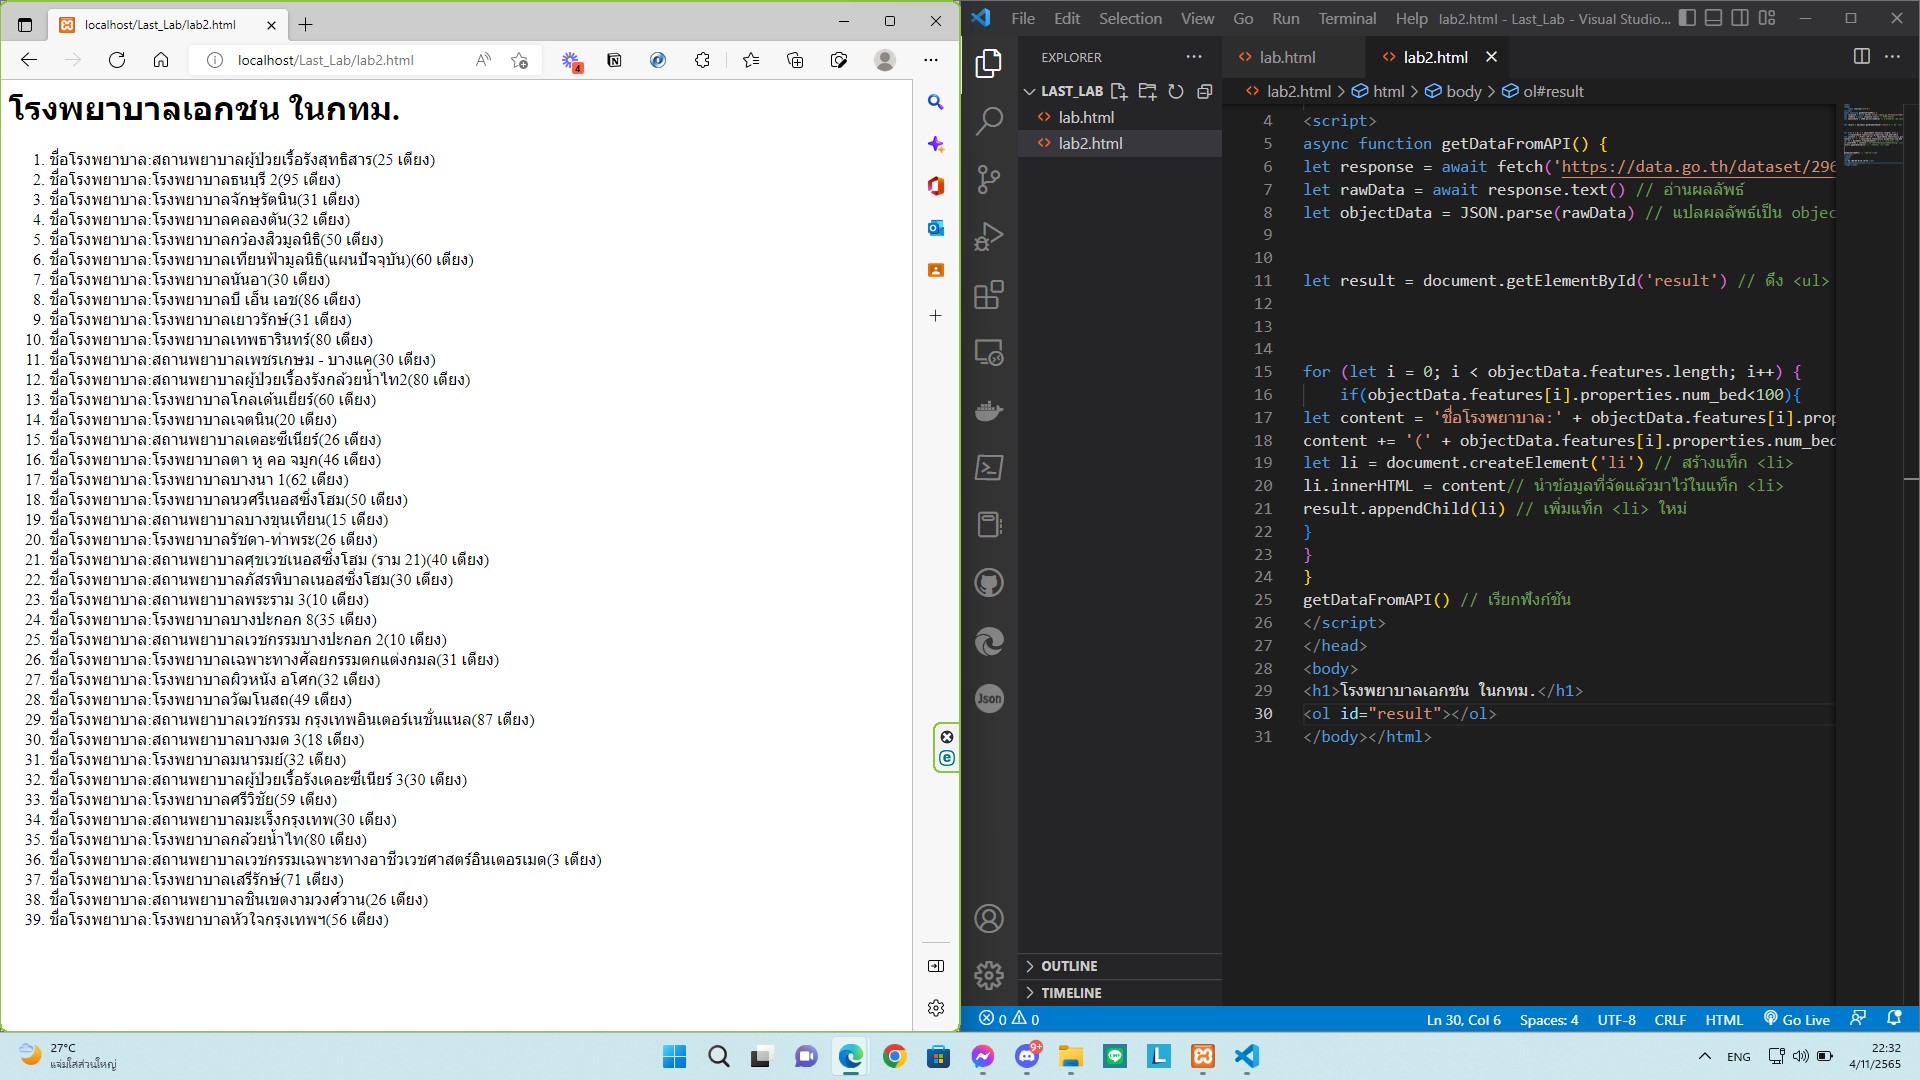 localhost/Last_Lab/lab2.html
localhost/Last_Lab/lab2.html
โรงพยาบาลเอกชน ในกทม.
1. ชื่อโรงพยาบาล:สถานพยาบาลผู้ป่วยเรื้อรังสุทธิสาร(25 เตียง)
2. ชื่อโรงพยาบาล:โรงพยาบาลธนบุรี 2(95 เตียง)
3. ชื่อโรงพยาบาล:โรงพยาบาลจักษุรัตนิน(31 เตียง)
4. ชื่อโรงพยาบาล:โรงพยาบาลคลองตัน(32 เตียง)
5. ชื่อโรงพยาบาล:โรงพยาบาลกว๋องสิวมูลนิธิ(50 เตียง)
6. ชื่อโรงพยาบาล:โรงพยาบาลเทียนฟ้ามูลนิธิ(แผนปัจจุบัน)(60 เตียง)
7. ชื่อโรงพยาบาล:โรงพยาบาลนันอา(30 เตียง)
8. ชื่อโรงพยาบาล:โรงพยาบาลบี เอ็น เอช(86 เตียง)
9. ชื่อโรงพยาบาล:โรงพยาบาลเยาวรักษ์(31 เตียง)
10. ชื่อโรงพยาบาล:โรงพยาบาลเทพธารินทร์(80 เตียง)
11. ชื่อโรงพยาบาล:สถานพยาบาลเพชรเกษม - บางแค(30 เตียง)
12. ชื่อโรงพยาบาล:สถานพยาบาลผู้ป่วยเรื้องรังกล้วยน้ำไท2(80 เตียง)
13. ชื่อโรงพยาบาล:โรงพยาบาลโกลเด้นเยียร์(60 เตียง)
14. ชื่อโรงพยาบาล:โรงพยาบาลเจตนิน(20 เตียง)
15. ชื่อโรงพยาบาล:สถานพยาบาลเดอะซีเนียร์(26 เตียง)
16. ชื่อโรงพยาบาล:โรงพยาบาลตา หู คอ จมูก(46 เตียง)
17. ชื่อโรงพยาบาล:โรงพยาบาลบางนา 1(62 เตียง)
18. ชื่อโรงพยาบาล:โรงพยาบาลนวศรีเนอสซิ่งโฮม(50 เตียง)
19. ชื่อโรงพยาบาล:สถานพยาบาลบางขุนเทียน(15 เตียง)
20. ชื่อโรงพยาบาล:โรงพยาบาลรัชดา-ท่าพระ(26 เตียง)
21. ชื่อโรงพยาบาล:สถานพยาบาลศุขเวชเนอสซิ่งโฮม (ราม 21)(40 เตียง)
22. ชื่อโรงพยาบาล:สถานพยาบาลภัสรพิบาลเนอสซิ่งโฮม(30 เตียง)
23. ชื่อโรงพยาบาล:สถานพยาบาลพระราม 3(10 เตียง)
24. ชื่อโรงพยาบาล:โรงพยาบาลบางปะกอก 8(35 เตียง)
25. ชื่อโรงพยาบาล:สถานพยาบาลเวชกรรมบางปะกอก 2(10 เตียง)
26. ชื่อโรงพยาบาล:โรงพยาบาลเฉพาะทางศัลยกรรมตกแต่งกมล(31 เตียง)
27. ชื่อโรงพยาบาล:โรงพยาบาลผิวหนัง อโศก(32 เตียง)
28. ชื่อโรงพยาบาล:โรงพยาบาลวัฒโนสถ(49 เตียง)
29. ชื่อโรงพยาบาล:สถานพยาบาลเวชกรรม กรุงเทพอินเตอร์เนชั่นแนล(87 เตียง)
30. ชื่อโรงพยาบาล:สถานพยาบาลบางมด 3(18 เตียง)
31. ชื่อโรงพยาบาล:โรงพยาบาลมนารมย์(32 เตียง)
32. ชื่อโรงพยาบาล:สถานพยาบาลผู้ป่วยเรื้อรังเดอะซีเนียร์ 3(30 เตียง)
33. ชื่อโรงพยาบาล:โรงพยาบาลศรีวิชัย(59 เตียง)
34. ชื่อโรงพยาบาล:สถานพยาบาลมะเร็งกรุงเทพ(30 เตียง)
35. ชื่อโรงพยาบาล:โรงพยาบาลกล้วยน้ำไท(80 เตียง)
36. ชื่อโรงพยาบาล:สถานพยาบาลเวชกรรมเฉพาะทางอาชีวเวชศาสตร์อินเตอรเมด(3 เตียง)
37. ชื่อโรงพยาบาล:โรงพยาบาลเสรีรักษ์(71 เตียง)
38. ชื่อโรงพยาบาล:สถานพยาบาลชินเขตงามวงศ์วาน(26 เตียง)
39. ชื่อโรงพยาบาล:โรงพยาบาลหัวใจกรุงเทพฯ(56 เตียง)
File Edit Selection View Go Run Terminal Help lab2.html - Last_Lab - Visual Studio...
EXPLORER
LAST_LAB
lab.html
lab2.html
OUTLINE
TIMELINE
lab.html lab2.html
lab2.html > html > body > ol#result
4 <script>
5 async function getDataFromAPI() {
6 let response = await fetch('https://data.go.th/dataset/296
7 let rawData = await response.text() // อ่านผลลัพธ์
8 let objectData = JSON.parse(rawData) // แปลผลลัพธ์เป็น objec
9
10
11 let result = document.getElementById('result') // ดึง <ul>
12
13
14
15 for (let i = 0; i < objectData.features.length; i++) {
16 if(objectData.features[i].properties.num_bed<100){
17 let content = 'ชื่อโรงพยาบาล:' + objectData.features[i].prop
18 content += '(' + objectData.features[i].properties.num_bed
19 let li = document.createElement('li') // สร้างแท็ก <li>
20 li.innerHTML = content// นำข้อมูลที่จัดแล้วมาไว้ในแท็ก <li>
21 result.appendChild(li) // เพิ่มแท็ก <li> ใหม่
22 }
23 }
24 }
25 getDataFromAPI() // เรียกฟังก์ชัน
26 </script>
27 </head>
28 <body>
29 <h1>โรงพยาบาลเอกชน ในกทม.</h1>
30 <ol id="result"></ol>
31 </body></html>
Json
0 0
Ln 30, Col 6 Spaces: 4 UTF-8 CRLF HTML Go Live
27°C
แจ่มใสส่วนใหญ่
4
9+
ENG
22:32
4/11/2565